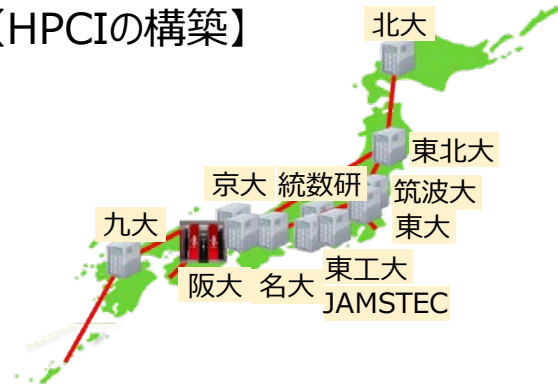 【HPCIの構築】
北大
東北大
京大 統数研
筑波大
九大
東大
阪大 名大
東工大
JAMSTEC